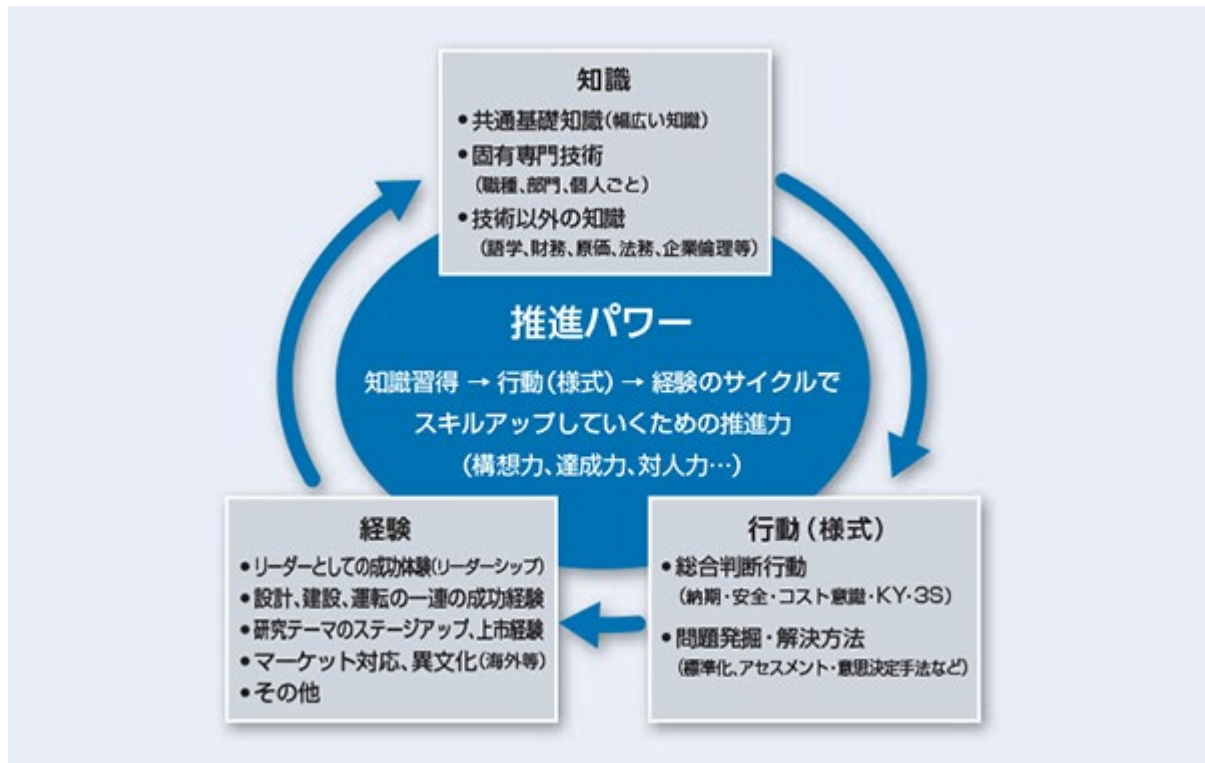 知識
•共通基礎知識(幅広い知識)
•固有専門技術
(職種、部門、個人ごと)
•技術以外の知識
(語学、財務、原価、法務、企業倫理等)
推進パワー
知識習得 → 行動(様式) → 経験のサイクルで
スキルアップしていくための推進力
(構想力、達成力、対人力…)
経験
•リーダーとしての成功体験(リーダーシップ)
•設計、建設、運転の一連の成功経験
•研究テーマのステージアップ、上市経験
•マーケット対応、異文化(海外等)
•その他
行動(様式)
•総合判断行動
(納期・安全・コスト意識・KY・3S)
•問題発掘・解決方法
(標準化、アセスメント・意思決定手法など)